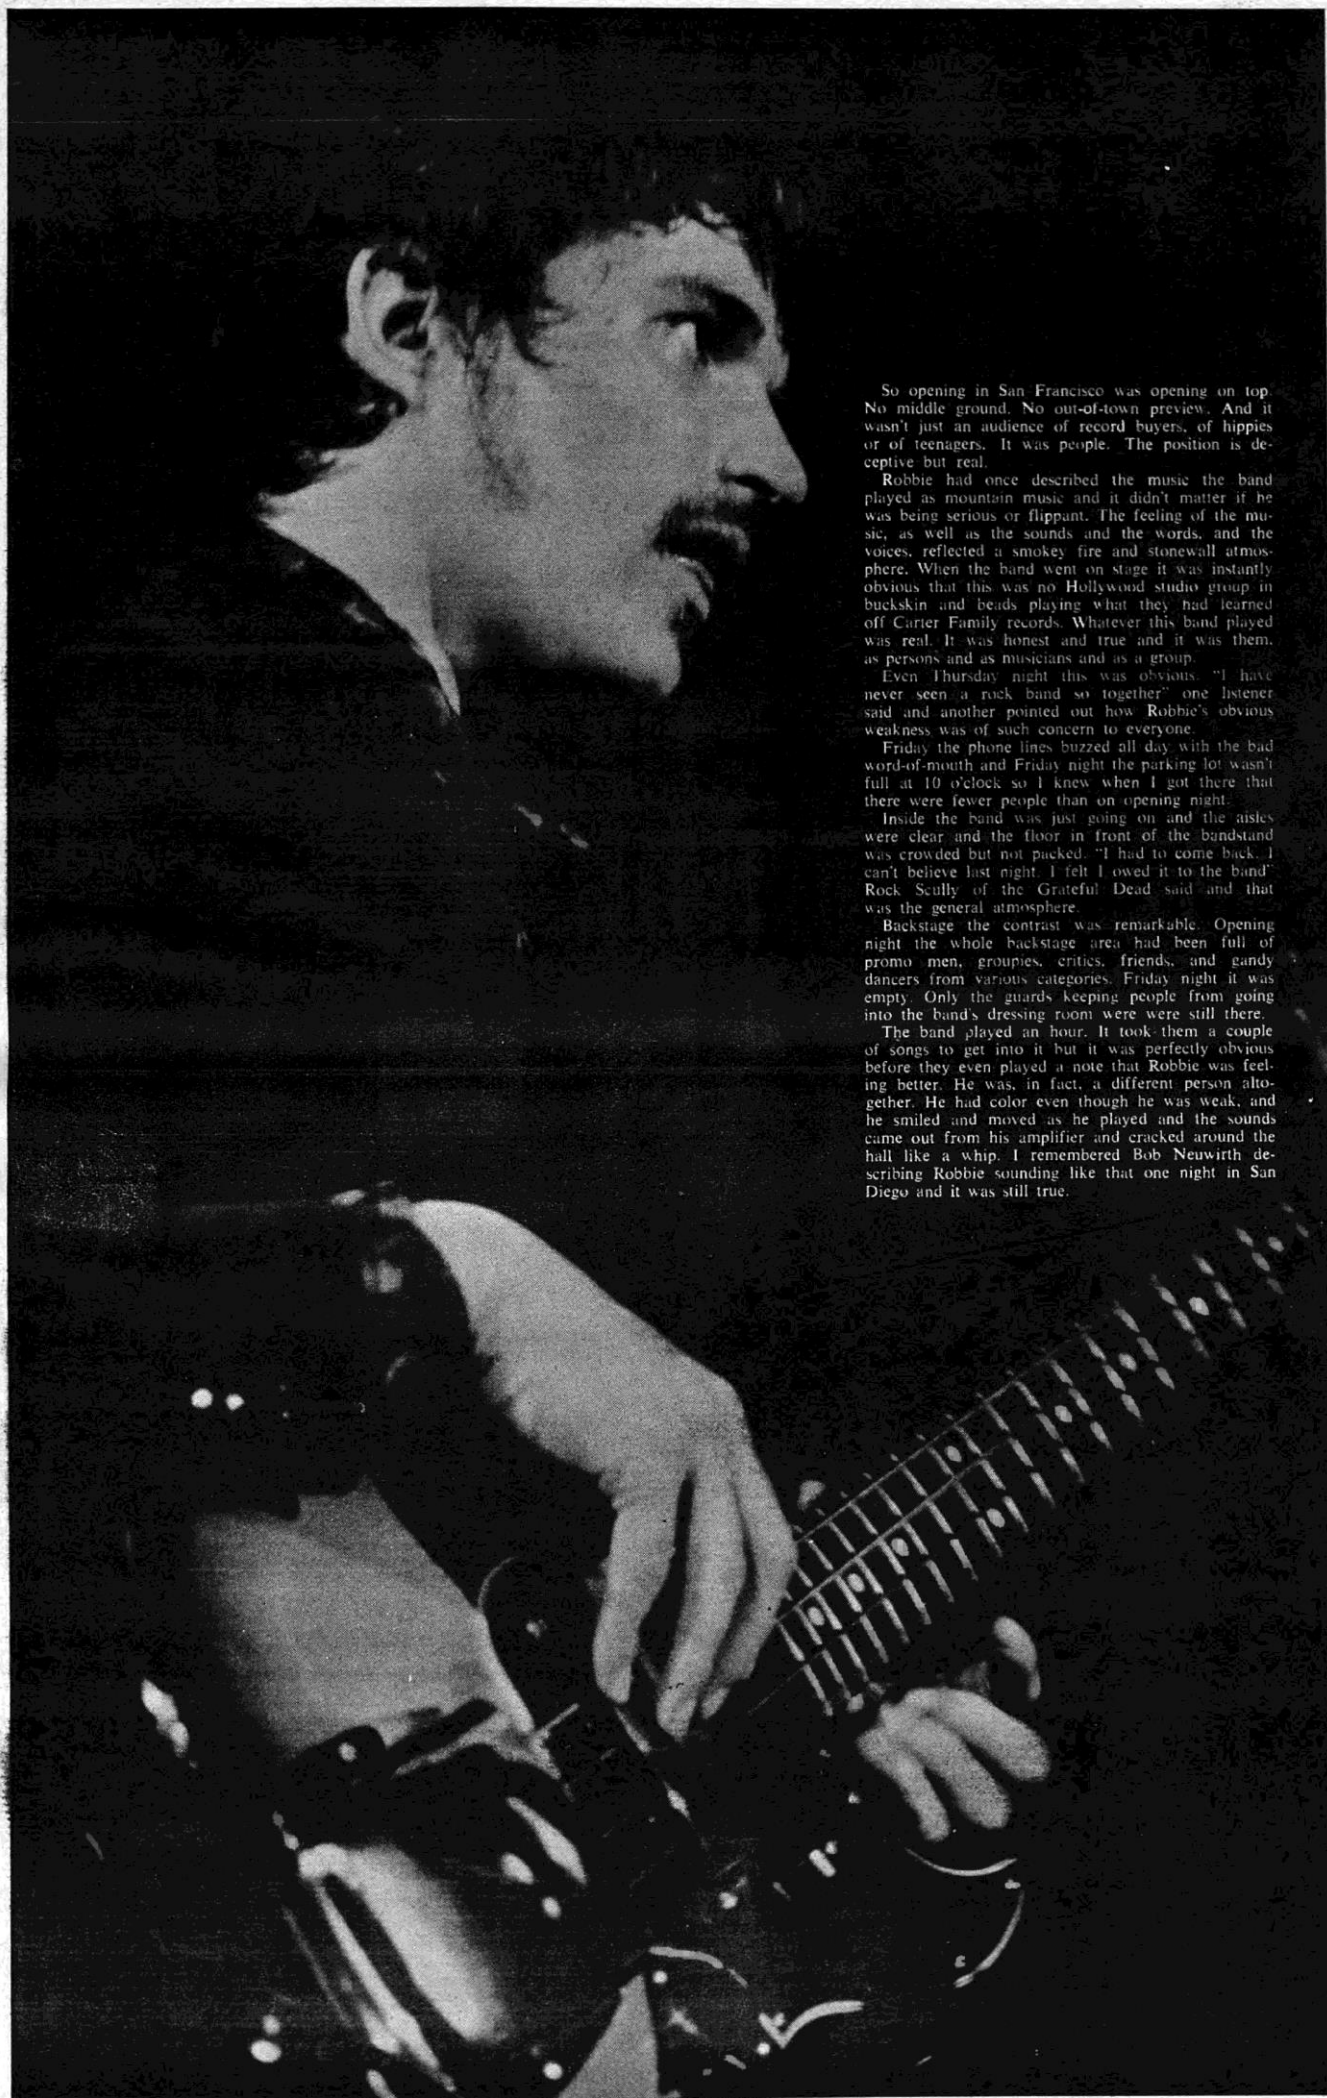 So opening in San Francisco was opening on top.
No middle ground. No out-of-town preview. And it
wasn't just an audience of record buyers, of hippies
or of teenagers. It was people. The position is de-
ceptive but real.
Robbie had once described the music the band
played as mountain music and it didn't matter if he
was being serious or flippant. The feeling of the mu-
sic, as well as the sounds and the words, and the
voices, reflected a smokey fire and stonewall atmos-
phere. When the band went on stage it was instantly
obvious that this was no Hollywood studio group in
buckskin and beads playing what they had learned
off Carter Family records. Whatever this band played
was real. It was honest and true and it was them,
as persons and as musicians and as a group.
Even Thursday night this was obvious. "I have
never seen a rock band so together" one listener
said and another pointed out how Robbie's obvious
weakness was of such concern to everyone.
Friday the phone lines buzzed all day with the bad
word-of-mouth and Friday night the parking lot wasn't
full at 10 o'clock so I knew when I got there that
there were fewer people than on opening night.
Inside the band was just going on and the aisles
were clear and the floor in front of the bandstand
was crowded but not packed. "I had to come back. I
can't believe last night. I felt I owed it to the band"
Rock Scully of the Grateful Dead said and that
was the general atmosphere.
Backstage the contrast was remarkable. Opening
night the whole backstage area had been full of
promo men, groupies, critics, friends, and gandy
dancers from various categories. Friday night it was
empty. Only the guards keeping people from going
into the band's dressing room were were still there.
The band played an hour. It took them a couple
of songs to get into it but it was perfectly obvious
before they even played a note that Robbie was feel-
ing better. He was, in fact, a different person alto-
gether. He had color even though he was weak, and
he smiled and moved as he played and the sounds
came out from his amplifier and cracked around the
hall like a whip. I remembered Bob Neuwirth de-
scribing Robbie sounding like that one night in San
Diego and it was still true.